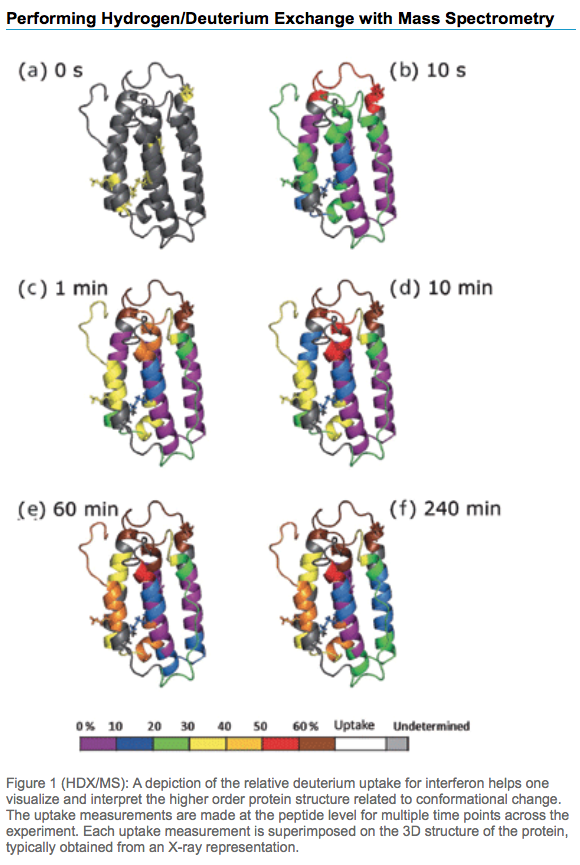 Performing Hydrogen/Deuterium Exchange with Mass Spectrometry
(a) 0 s
(b) 10 s
(c) 1 min
(d) 10 min
(e) 60 min
(f) 240 min
0 % 10 20 30 40 50 60 % Uptake Undetermined
Figure 1 (HDX/MS): A depiction of the relative deuterium uptake for interferon helps one
visualize and interpret the higher order protein structure related to conformational change.
The uptake measurements are made at the peptide level for multiple time points across the
experiment. Each uptake measurement is superimposed on the 3D structure of the protein,
typically obtained from an X-ray representation.